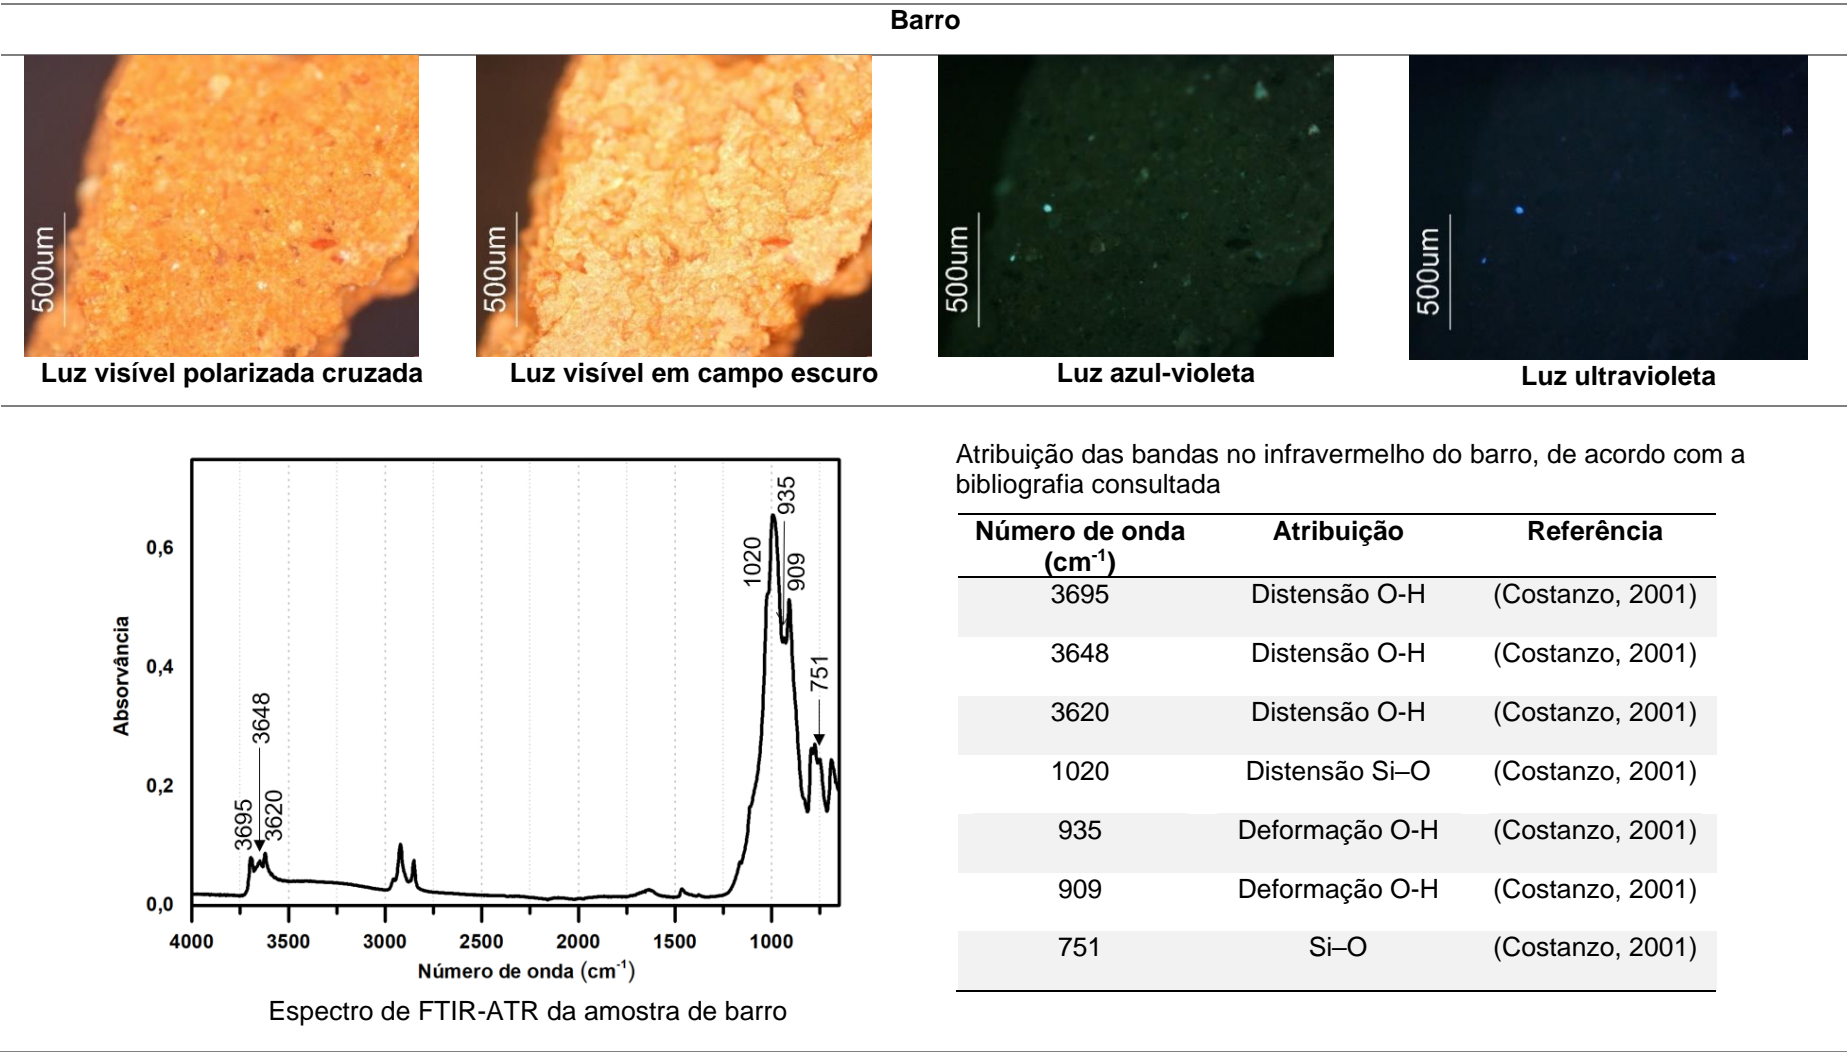 Barro
500um
500um
500um
500um
Luz visível polarizada cruzada
Luz visível em campo escuro
Luz azul-violeta
Luz ultravioleta
Absorvância
0,6
0,4
0,2
0,0
3695
3648
3620
1020
935
909
751
4000 3500 3000 2500 2000 1500 1000
Número de onda (cm-1)
Espectro de FTIR-ATR da amostra de barro
Atribuição das bandas no infravermelho do barro, de acordo com a
bibliografia consultada
Número de onda (cm-1) Atribuição Referência
3695 Distensão O-H (Costanzo, 2001)
3648 Distensão O-H (Costanzo, 2001)
3620 Distensão O-H (Costanzo, 2001)
1020 Distensão Si–O (Costanzo, 2001)
935 Deformação O-H (Costanzo, 2001)
909 Deformação O-H (Costanzo, 2001)
751 Si–O (Costanzo, 2001)